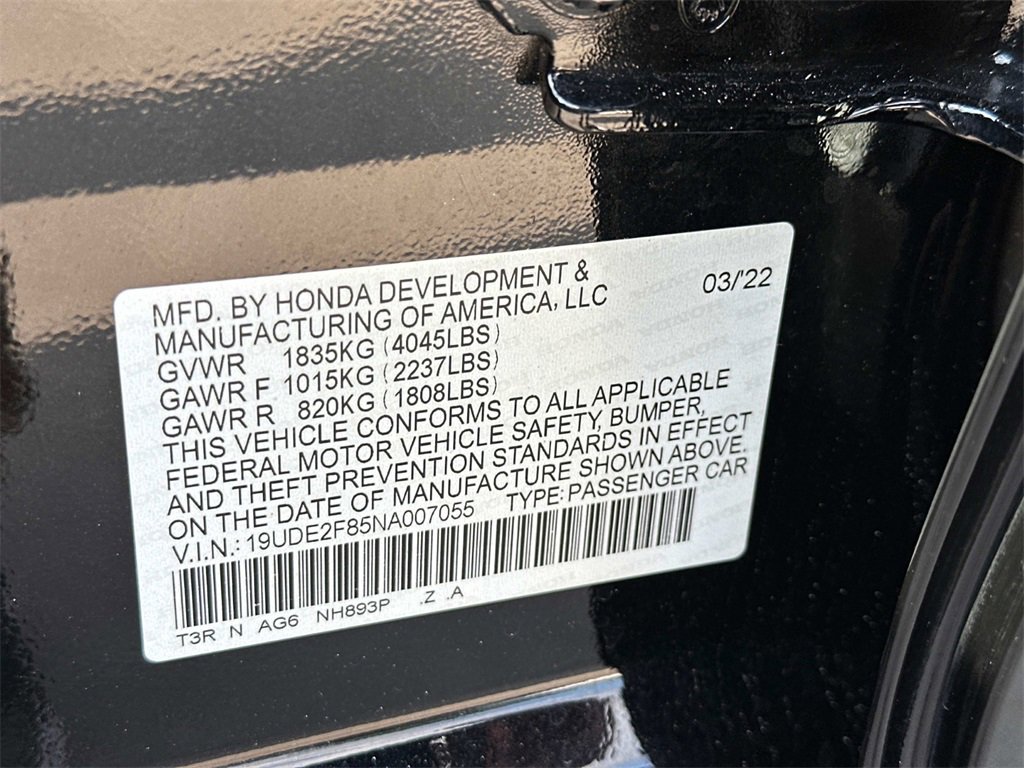 MFD. BY HONDA DEVELOPMENT & 03/'22
MANUFACTURING OF AMERICA, LLC
GVWR 1835KG (4045LBS)
GAWR F 1015KG (2237LBS)
GAWR R 820KG (1808LBS)
THIS VEHICLE CONFORMS TO ALL APPLICABLE
FEDERAL MOTOR VEHICLE SAFETY, BUMPER,
AND THEFT PREVENTION STANDARDS IN EFFECT
ON THE DATE OF MANUFACTURE SHOWN ABOVE.
V.I.N.: 19UDE2F85NA007055 TYPE: PASSENGER CAR
T3R N AG6 NH893P .Z .A